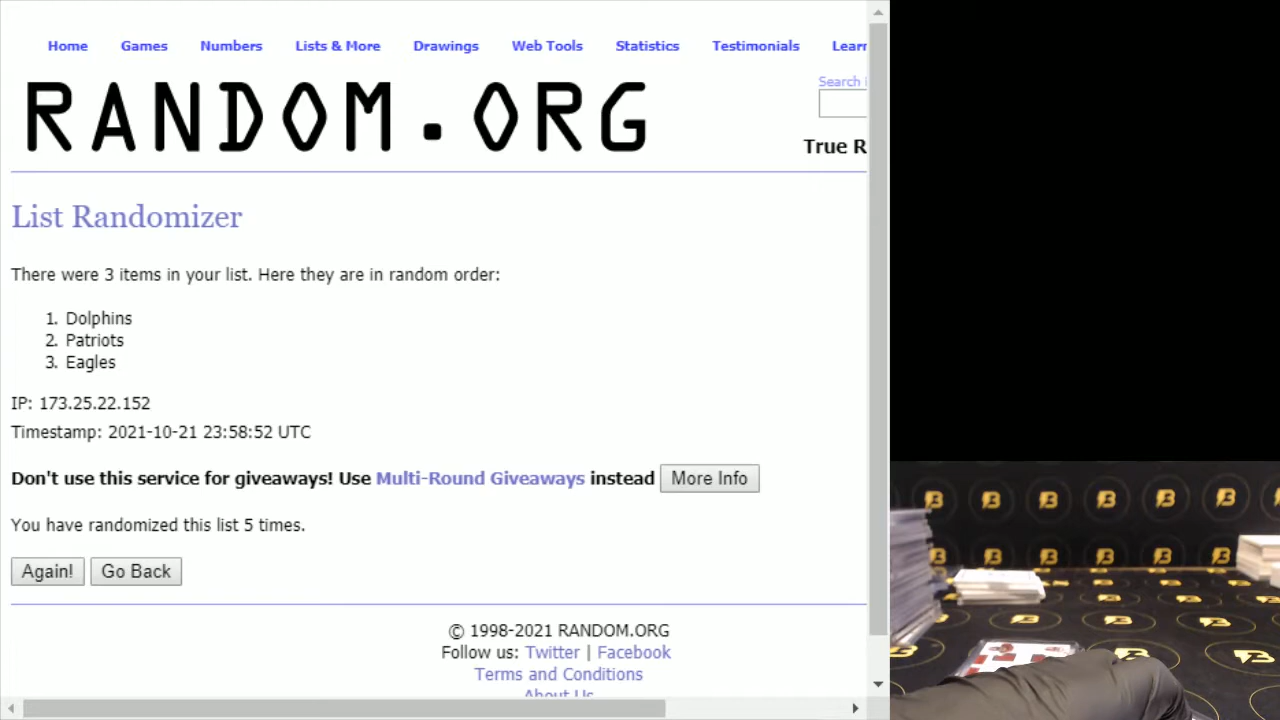 Home Games Numbers Lists & More Drawings Web Tools Statistics Testimonials Learn
RANDOM.ORG
Search
True R
List Randomizer
There were 3 items in your list. Here they are in random order:
1. Dolphins
2. Patriots
3. Eagles
IP: 173.25.22.152
Timestamp: 2021-10-21 23:58:52 UTC
Don't use this service for giveaways! Use Multi-Round Giveaways instead More Info
You have randomized this list 5 times.
Again! Go Back
© 1998-2021 RANDOM.ORG
Follow us: Twitter | Facebook
Terms and Conditions
About Us